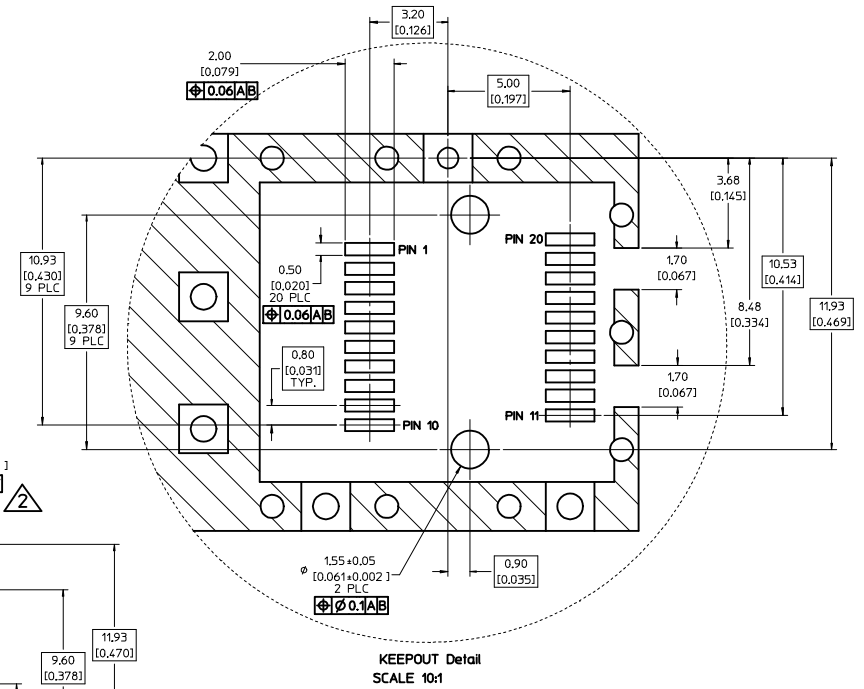 3.20
[0.126]
2.00
[0.079]
⌖ 0.06 A B
5.00
[0.197]
3.68
[0.145]
PIN 1
PIN 20
10.93
[0.430]
9 PLC
0.50
[0.020]
20 PLC
⌖ 0.06 A B
1.70
[0.067]
10.53
[0.414]
9.60
[0.378]
9 PLC
8.48
[0.334]
11.93
[0.469]
0.80
[0.031]
TYP.
1.70
[0.067]
PIN 10
PIN 11
]
2
⌀ 1.55±0.05
[0.061±0.002 ]
2 PLC
⌖ ⌀ 0.1 A B
0.90
[0.035]
11.93
[0.470]
9.60
[0.378]
KEEPOUT Detail
SCALE 10:1